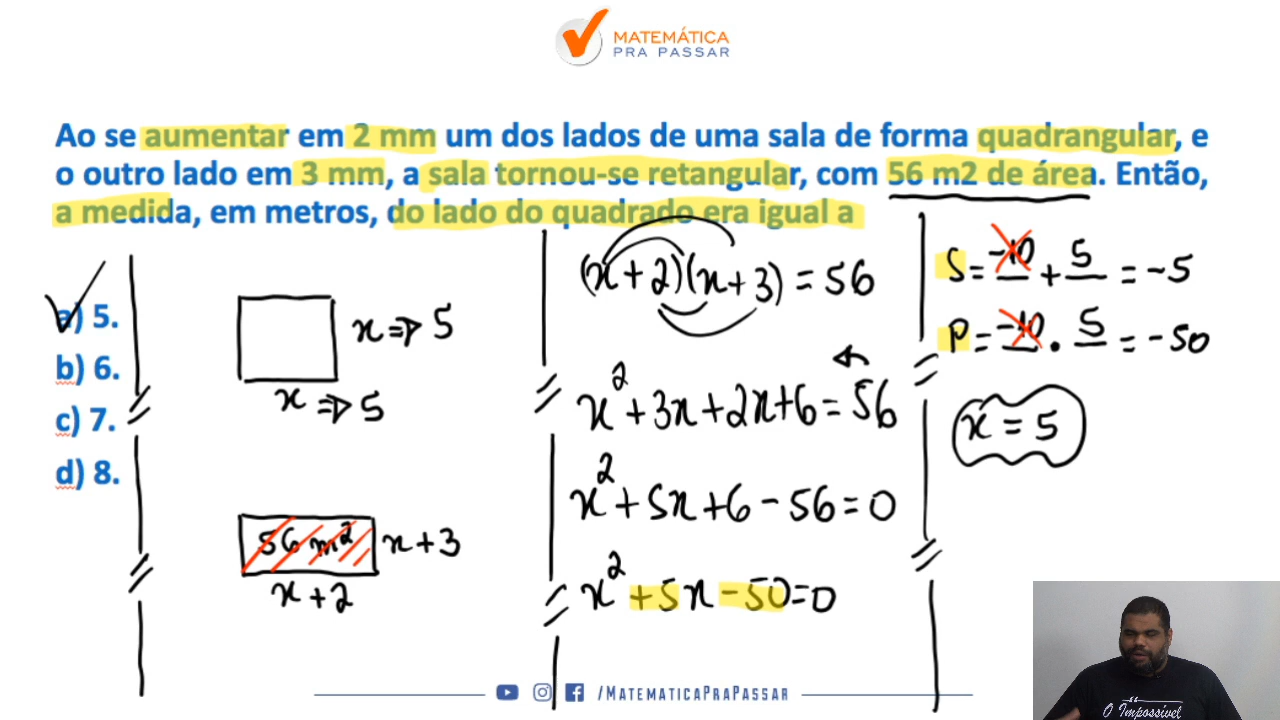 MATEMÁTICA
PRA PASSAR
Ao se aumentar em 2 mm um dos lados de uma sala de forma quadrangular, e
o outro lado em 3 mm, a sala tornou-se retangular, com 56 m2 de área. Então,
a medida, em metros, do lado do quadrado era igual a
a) 5.
b) 6.
c) 7.
d) 8.
x ⇒ 5
x ⇒ 5
56 m²
x + 3
x + 2
(x + 2)(x + 3) = 56
x² + 3x + 2x + 6 = 56
x² + 5x + 6 - 56 = 0
x² + 5x - 50 = 0
S = -10 + 5 = -5
P = -10 . 5 = -50
x = 5
/MATEMATICAPRAPASSAR
O Impossível